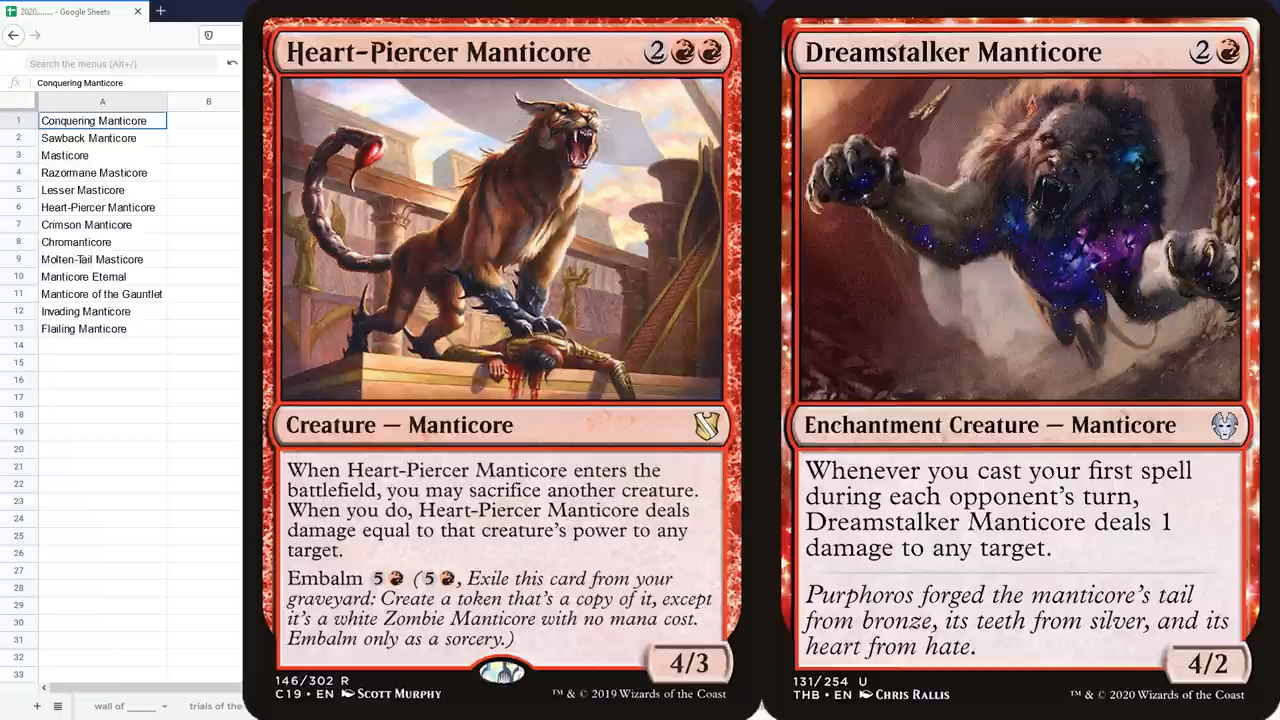 2020........ - Google Sheets
Search the menus (Alt+/)
fx Conquering Manticore
A B
1 Conquering Manticore
2 Sawback Manticore
3 Masticore
4 Razormane Masticore
5 Lesser Masticore
6 Heart-Piercer Manticore
7 Crimson Manticore
8 Chromanticore
9 Molten-Tail Masticore
10 Manticore Eternal
11 Manticore of the Gauntlet
12 Invading Manticore
13 Flailing Manticore
14
15
16
17
18
19
20
21
22
23
24
25
26
27
28
29
30
31
32
33
wall of _____ trials of the
Heart-Piercer Manticore 2
Creature — Manticore
When Heart-Piercer Manticore enters the
battlefield, you may sacrifice another creature.
When you do, Heart-Piercer Manticore deals
damage equal to that creature's power to any
target.
Embalm 5 (5, Exile this card from your
graveyard: Create a token that's a copy of it, except
it's a white Zombie Manticore with no mana cost.
Embalm only as a sorcery.)
4/3
146/302 R
C19 • EN Scott Murphy ™ & © 2019 Wizards of the Coast
Dreamstalker Manticore 2
Enchantment Creature — Manticore
Whenever you cast your first spell
during each opponent's turn,
Dreamstalker Manticore deals 1
damage to any target.
Purphoros forged the manticore's tail
from bronze, its teeth from silver, and its
heart from hate.
4/2
131/254 U
THB • EN Chris Rallis ™ & © 2020 Wizards of the Coast